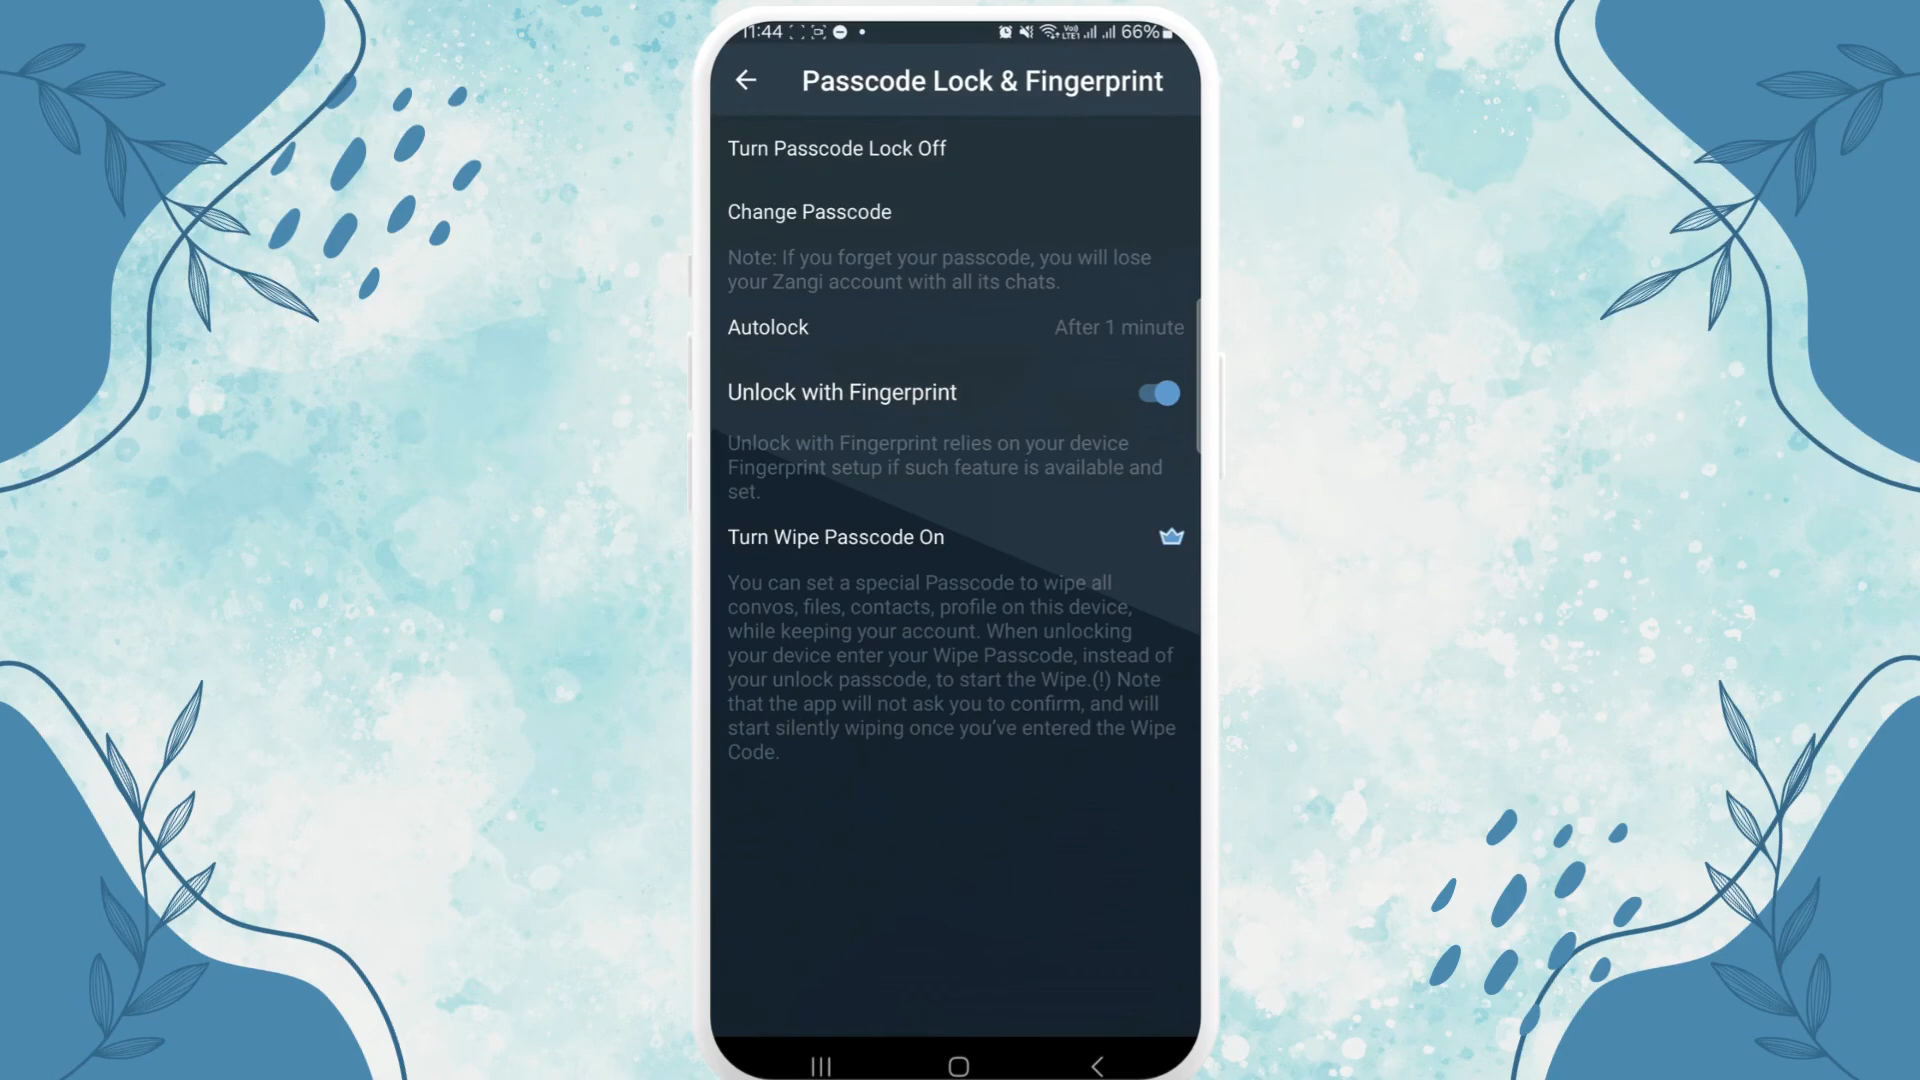 11:44 66%
Passcode Lock & Fingerprint
Turn Passcode Lock Off
Change Passcode
Note: If you forget your passcode, you will lose
your Zangi account with all its chats.
Autolock After 1 minute
Unlock with Fingerprint
Unlock with Fingerprint relies on your device
Fingerprint setup if such feature is available and
set.
Turn Wipe Passcode On
You can set a special Passcode to wipe all
convos, files, contacts, profile on this device,
while keeping your account. When unlocking
your device enter your Wipe Passcode, instead of
your unlock passcode, to start the Wipe.(!) Note
that the app will not ask you to confirm, and will
start silently wiping once you’ve entered the Wipe
Code.